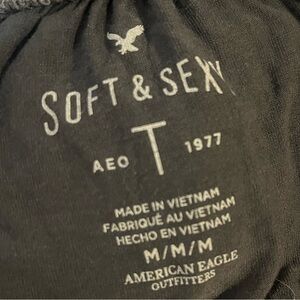 SOFT & SEXY
AEO T 1977
MADE IN VIETNAM
FABRIQUÉ AU VIETNAM
HECHO EN VIETNAM
M/M/M
AMERICAN EAGLE
OUTFITTERS